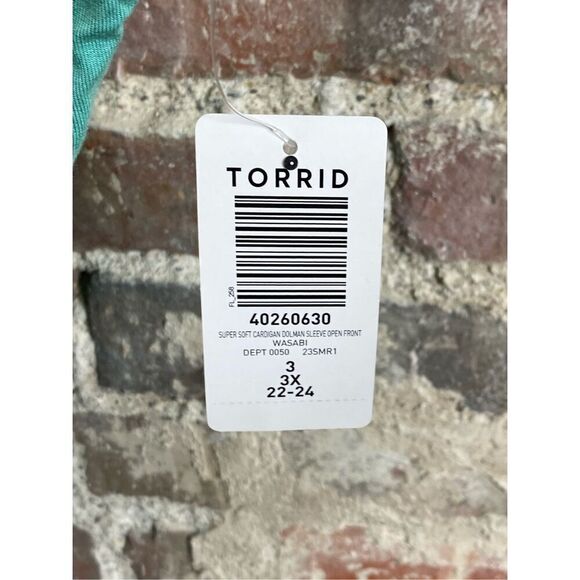 TORRID
FL_258
40260630
SUPER SOFT CARDIGAN DOLMAN SLEEVE OPEN FRONT
WASABI
DEPT 0050 23SMR1
3
3X
22-24